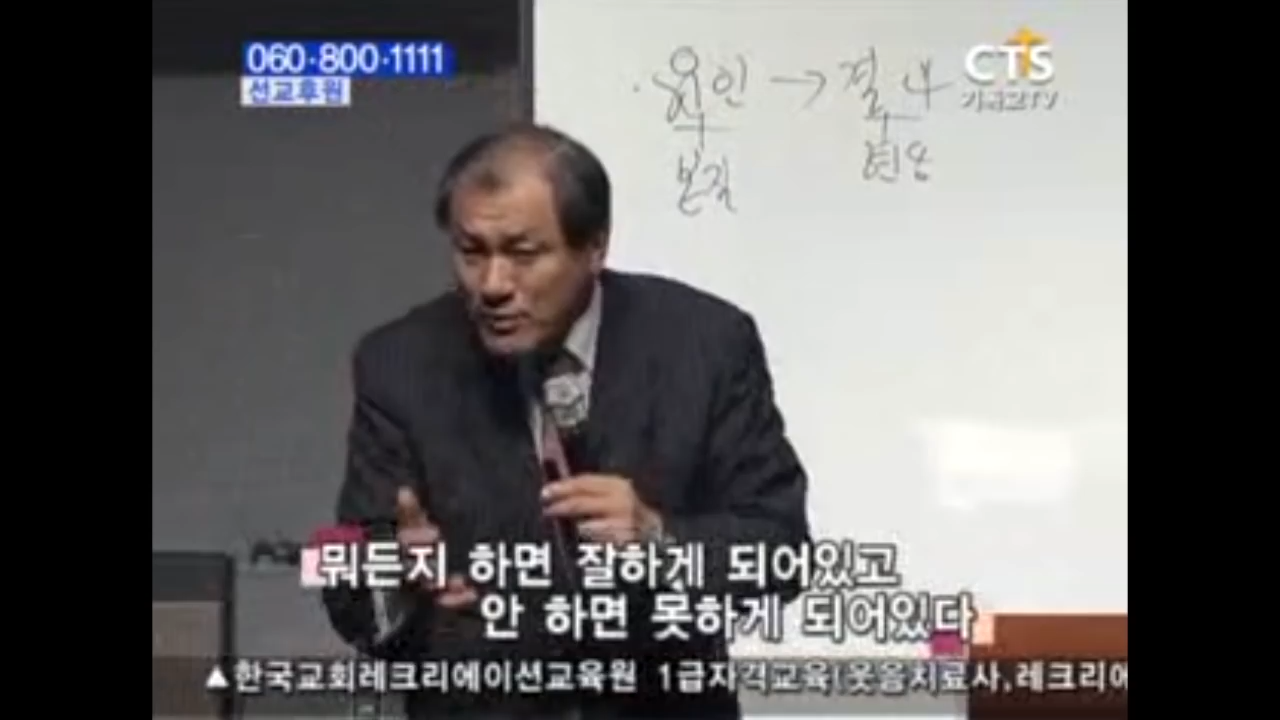 060·800·1111
선교후원
CTS
기독교TV
본질
뭐든지 하면 잘하게 되어있고
안 하면 못하게 되어있다
▲한국교회레크리에이션교육원 1급자격교육(웃음치료사,레크리에